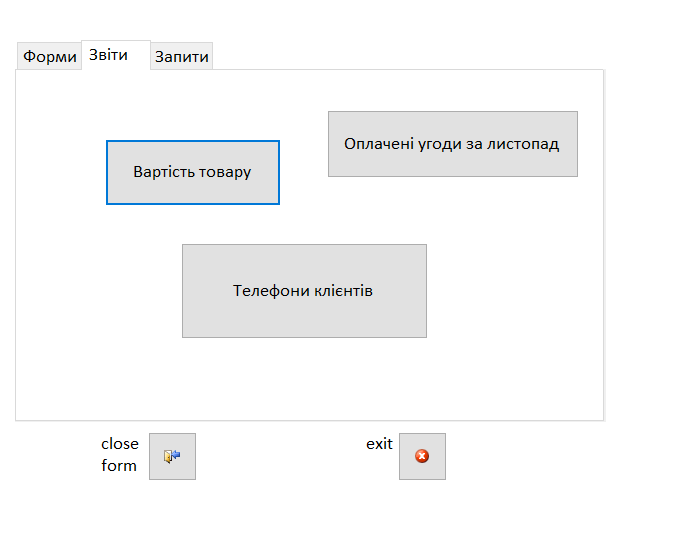 Форми Звіти Запити
Оплачені угоди за листопад
Вартість товару
Телефони клієнтів
close
form
exit